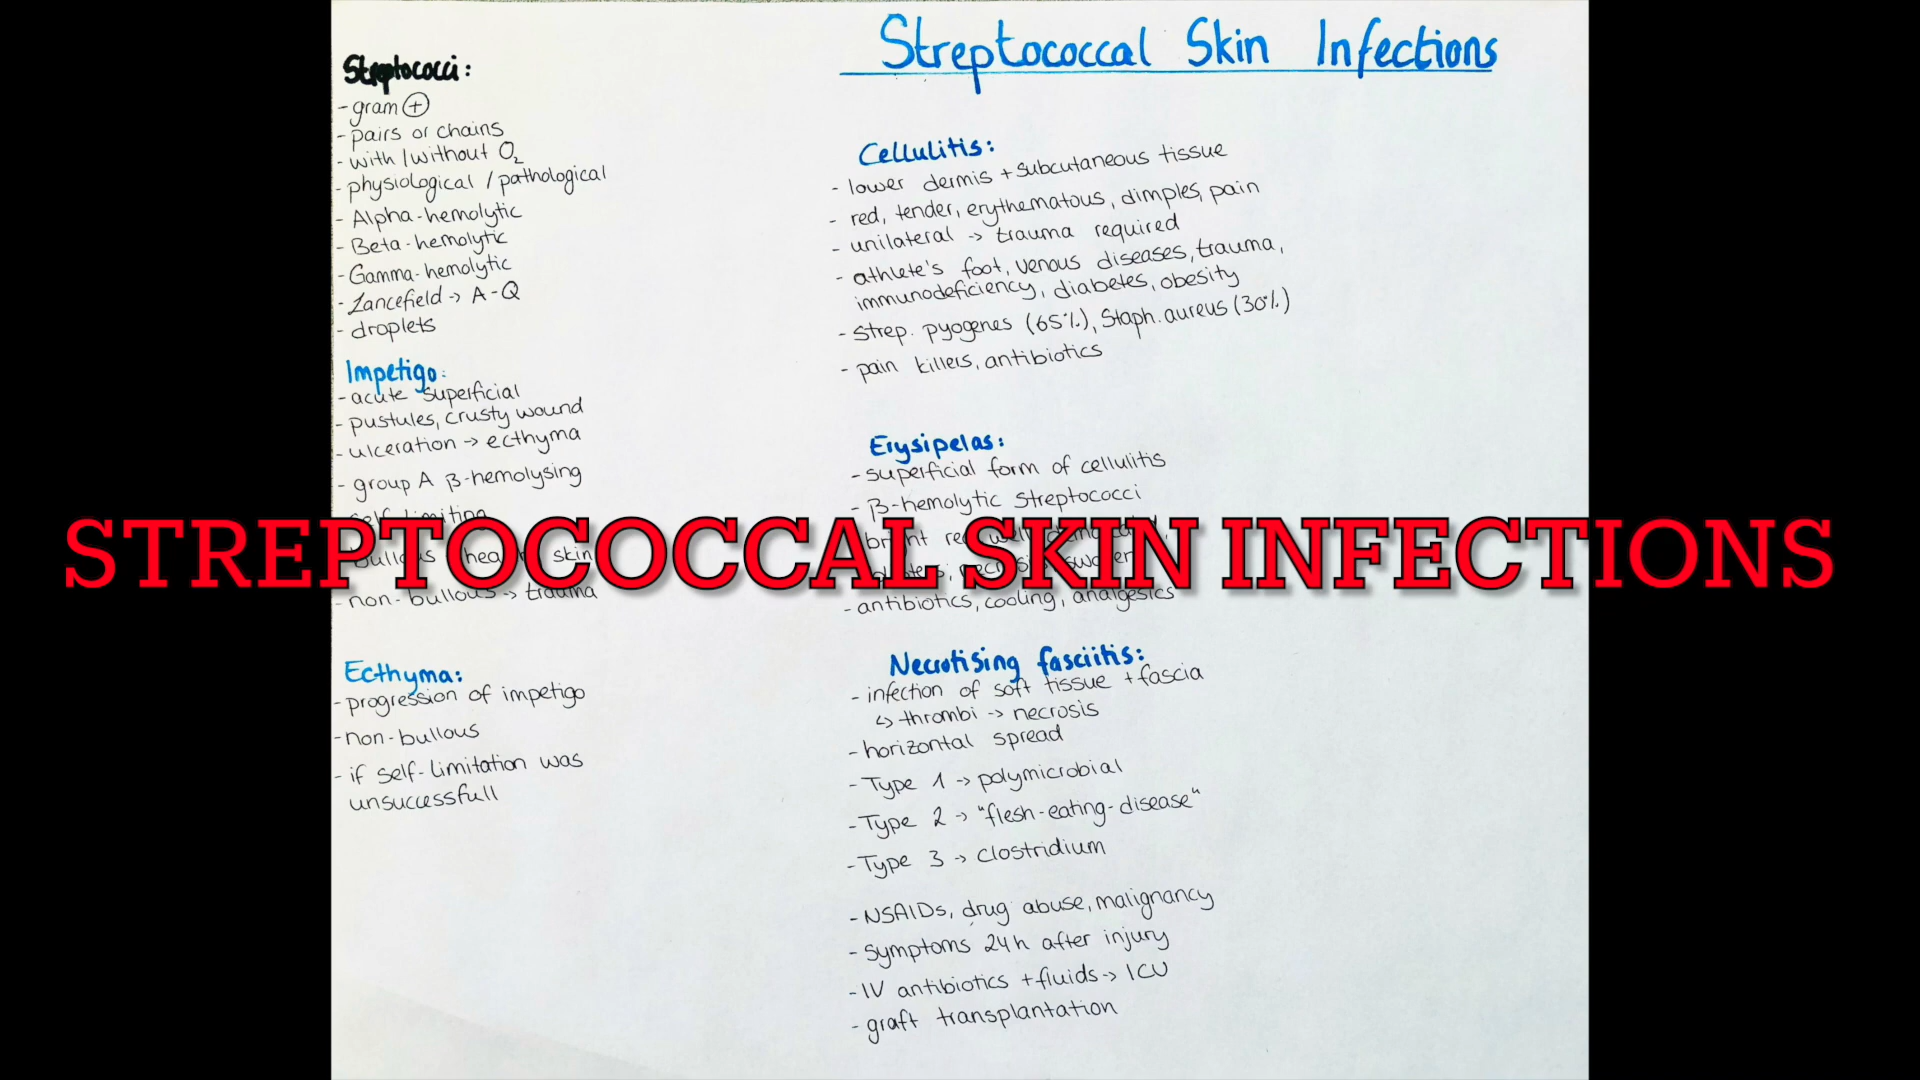 Streptococcal Skin Infections
Streptococci:
- gram ⊕
- pairs or chains
- with/without O₂
- physiological / pathological
- Alpha-hemolytic
- Beta-hemolytic
- Gamma-hemolytic
- Lancefield -> A-Q
- droplets
Impetigo:
- acute superficial
- pustules, crusty wound
- ulceration -> ecthyma
- group A β-hemolysing
self-limiting
STREPTOCOCCAL SKIN INFECTIONS
bullous skin
- non-bullous -> trauma
Ecthyma:
- progression of impetigo
- non-bullous
- if self-limitation was
unsuccessfull
Cellulitis:
- lower dermis + subcutaneous tissue
- red, tender, erythematous, dimples, pain
- unilateral -> trauma required
- athlete's foot, venous diseases, trauma,
immunodeficiency, diabetes, obesity
- Strep. pyogenes (65%), Staph. aureus (30%)
- pain killers, antibiotics
Erysipelas:
- superficial form of cellulitis
- β-hemolytic Streptococci
- antibiotics, cooling, analgesics
Necrotising fasciitis:
- infection of soft tissue + fascia
↳ thrombi -> necrosis
- horizontal spread
- Type 1 -> polymicrobial
- Type 2 -> "flesh-eating-disease"
- Type 3 -> clostridium
- NSAIDs, drug abuse, malignancy
- symptoms 24h after injury
- IV antibiotics + fluids -> ICU
- graft transplantation